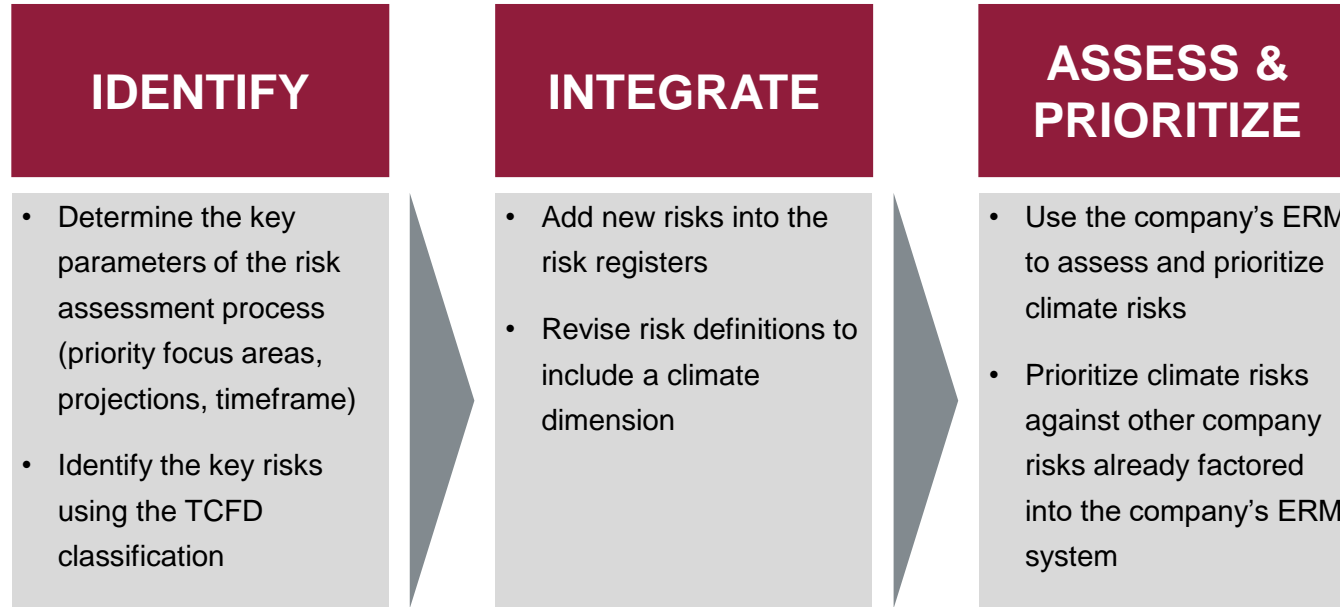 IDENTIFY
• Determine the key
parameters of the risk
assessment process
(priority focus areas,
projections, timeframe)
• Identify the key risks
using the TCFD
classification
INTEGRATE
• Add new risks into the
risk registers
• Revise risk definitions to
include a climate
dimension
ASSESS &
PRIORITIZE
• Use the company’s ERM
to assess and prioritize
climate risks
• Prioritize climate risks
against other company
risks already factored
into the company’s ERM
system